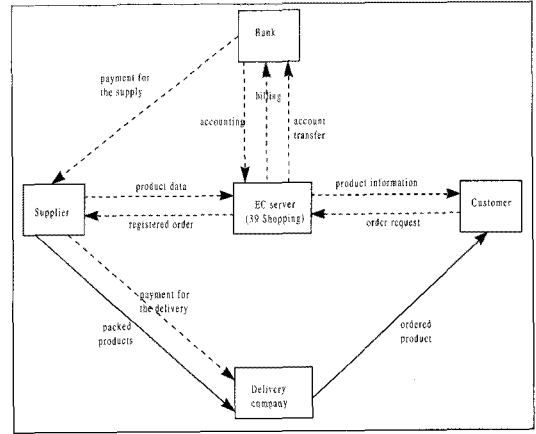 Bank
payment for
the supply
billing
accounting
account
transfer
product data
product information
Supplier
EC server
(39 Shopping)
Customer
registered order
order request
payment for
the delivery
packed
products
ordered
product
Delivery
company